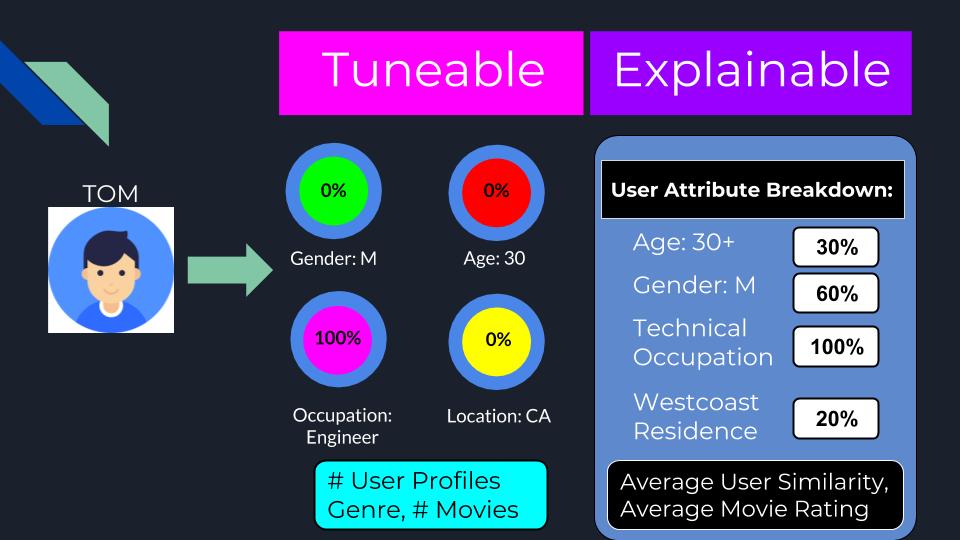 Tuneable
Explainable
TOM
0%
Gender: M
0%
Age: 30
100%
Occupation:
Engineer
0%
Location: CA
# User Profiles
Genre, # Movies
User Attribute Breakdown:
Age: 30+
30%
Gender: M
60%
Technical
Occupation
100%
Westcoast
Residence
20%
Average User Similarity,
Average Movie Rating